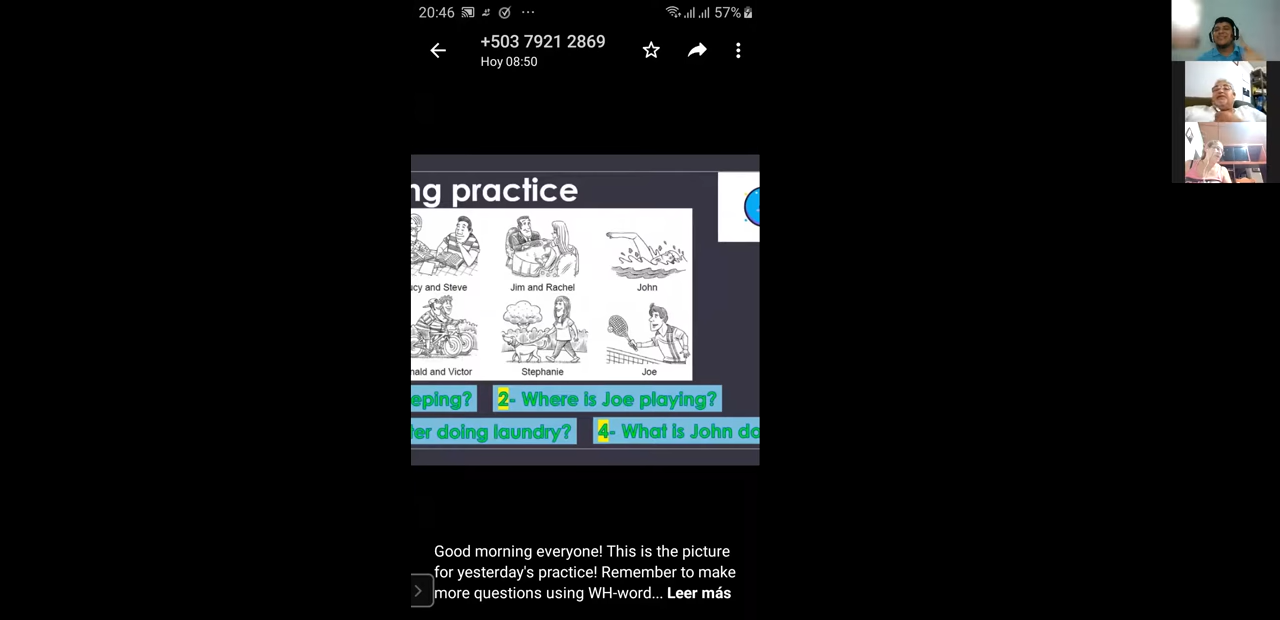 20:46 ... 57%
+503 7921 2869
Hoy 08:50
ng practice
cy and Steve Jim and Rachel John
nald and Victor Stephanie Joe
eping? 2- Where is Joe playing?
er doing laundry? 4- What is John do
Good morning everyone! This is the picture
for yesterday's practice! Remember to make
more questions using WH-word... Leer más